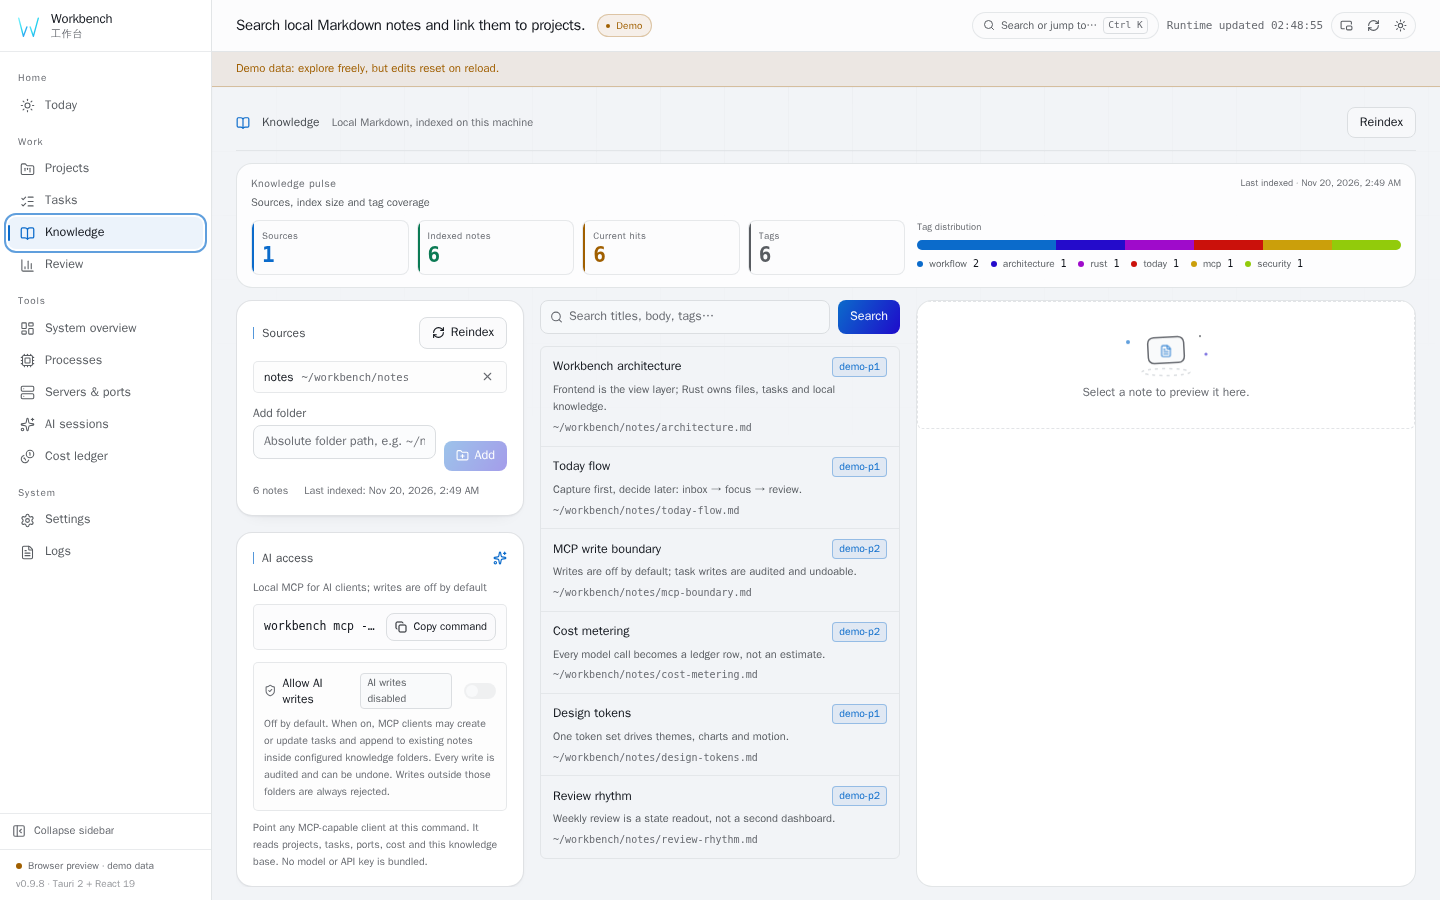 Workbench
工作台
Home
Today
Work
Projects
Tasks
Knowledge
Review
Tools
System overview
Processes
Servers & ports
AI sessions
Cost ledger
System
Settings
Logs
Collapse sidebar
Browser preview · demo data
v0.9.8 · Tauri 2 + React 19
Search local Markdown notes and link them to projects.
Demo
Search or jump to···
Ctrl K
Runtime updated 02:48:55
Demo data: explore freely, but edits reset on reload.
Knowledge
Local Markdown, indexed on this machine
Reindex
Knowledge pulse
Last indexed · Nov 20, 2026, 2:49 AM
Sources, index size and tag coverage
Sources
1
Indexed notes
6
Current hits
6
Tags
6
Tag distribution
workflow 2
architecture 1
rust 1
today 1
mcp 1
security 1
Sources
Reindex
notes ~/workbench/notes
Add folder
Absolute folder path, e.g. ~/n
Add
6 notes
Last indexed: Nov 20, 2026, 2:49 AM
AI access
Local MCP for AI clients; writes are off by default
workbench mcp -…
Copy command
Allow AI
writes
AI writes
disabled
Off by default. When on, MCP clients may create
or update tasks and append to existing notes
inside configured knowledge folders. Every write is
audited and can be undone. Writes outside those
folders are always rejected.
Point any MCP-capable client at this command. It
reads projects, tasks, ports, cost and this knowledge
base. No model or API key is bundled.
Search titles, body, tags···
Search
Workbench architecture
demo-p1
Frontend is the view layer; Rust owns files, tasks and local
knowledge.
~/workbench/notes/architecture.md
Today flow
demo-p1
Capture first, decide later: inbox → focus → review.
~/workbench/notes/today-flow.md
MCP write boundary
demo-p2
Writes are off by default; task writes are audited and undoable.
~/workbench/notes/mcp-boundary.md
Cost metering
demo-p2
Every model call becomes a ledger row, not an estimate.
~/workbench/notes/cost-metering.md
Design tokens
demo-p1
One token set drives themes, charts and motion.
~/workbench/notes/design-tokens.md
Review rhythm
demo-p2
Weekly review is a state readout, not a second dashboard.
~/workbench/notes/review-rhythm.md
Select a note to preview it here.